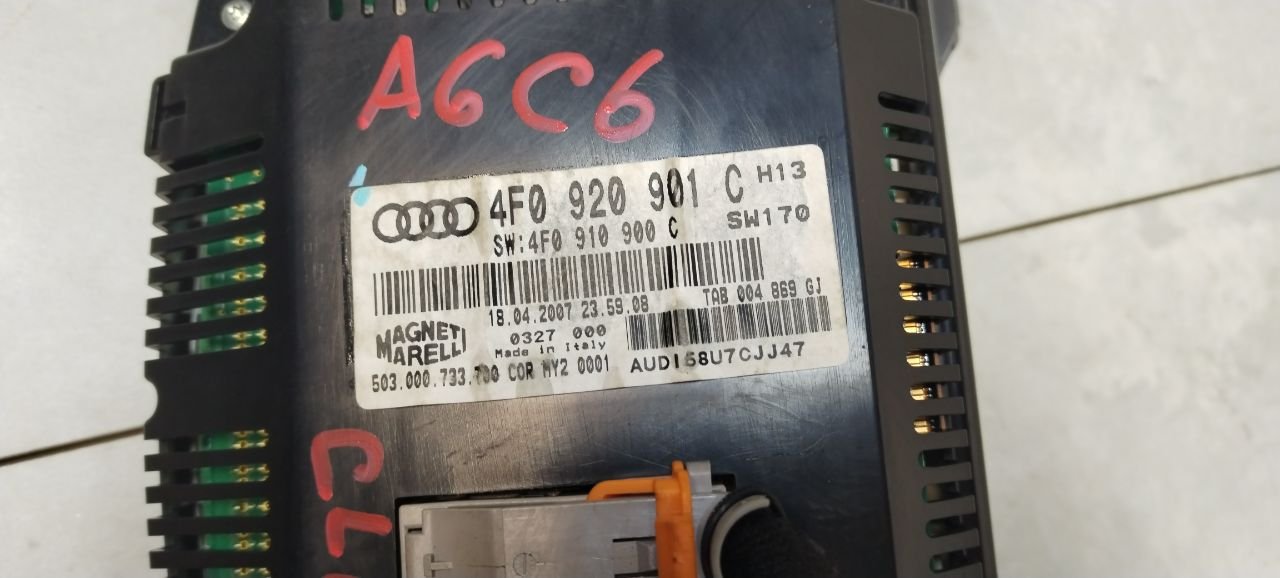 A6C6
4F0 920 901 C H13
SW:4F0 910 900 C SW170
18.04.2007 23.59.08 TAB 004 869 GJ
MAGNETI MARELLI
0327 000
Made in Italy
503.000.733.700 COR MY2 0001
AUDI58U7CJJ47